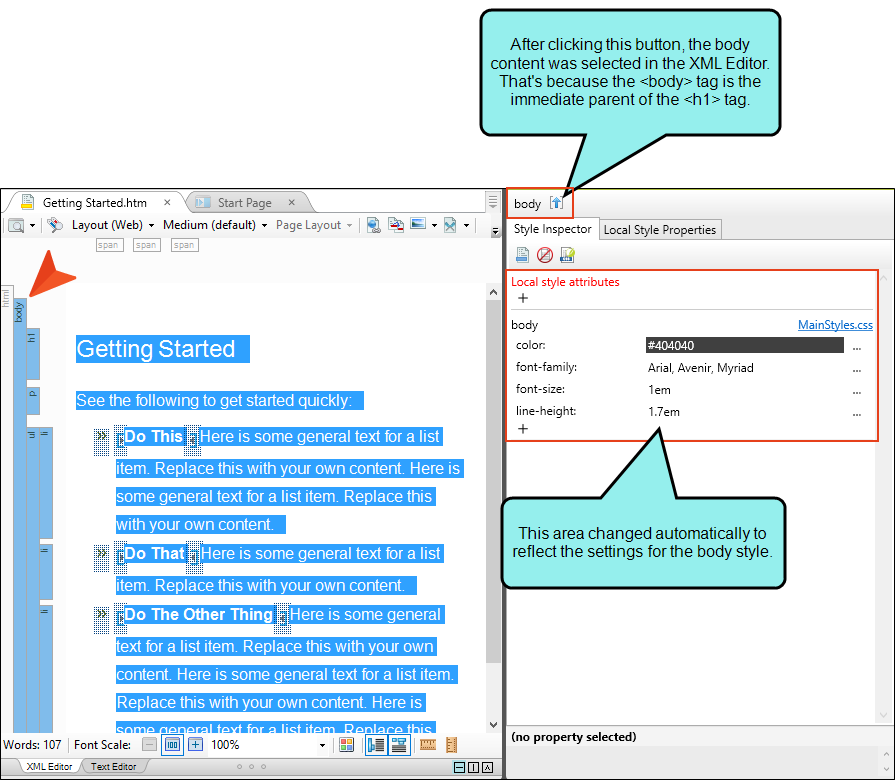 After clicking this button, the body
content was selected in the XML Editor.
That's because the <body> tag is the
immediate parent of the <h1> tag.
Getting Started.htm
Start Page
Layout (Web)
Medium (default)
Page Layout
span span span
html
body
h1
p
ul
li
li
li
Getting Started
See the following to get started quickly:
Do This Here is some general text for a list
item. Replace this with your own content. Here is
some general text for a list item. Replace this
with your own content.
Do That Here is some general text for a list
item. Replace this with your own content.
Do The Other Thing Here is some general
text for a list item. Replace this with your own
content. Here is some general text for a list item.
Replace this with your own content. Here is
some general text for a list item. Replace this
Words: 107 Font Scale: 100%
XML Editor Text Editor
body
Style Inspector Local Style Properties
Local style attributes
+
body MainStyles.css
color: #404040 ...
font-family: Arial, Avenir, Myriad ...
font-size: 1em ...
line-height: 1.7em ...
+
This area changed automatically to
reflect the settings for the body style.
(no property selected)